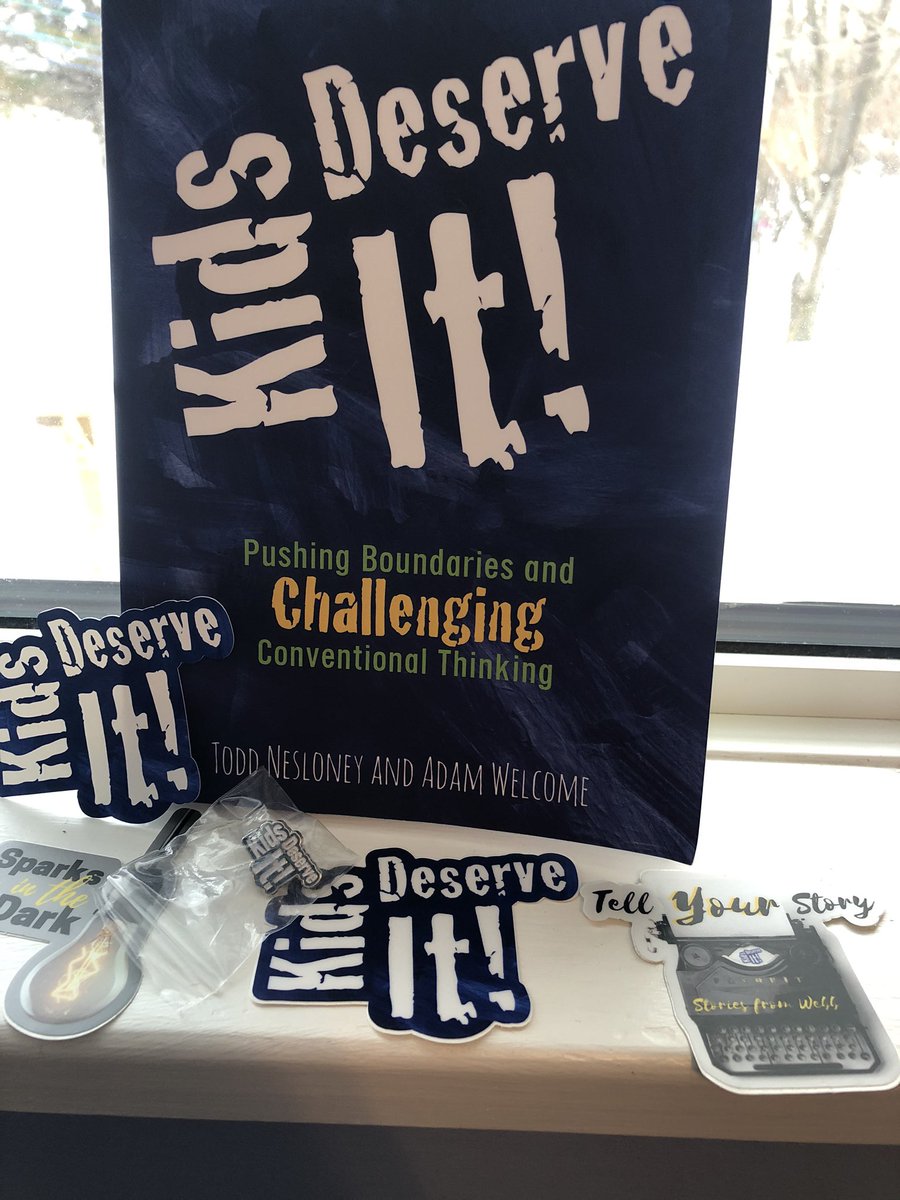 Kids Deserve
It!
Pushing Boundaries and
Challenging
Conventional Thinking
Todd Nesloney and Adam Welcome
Kids Deserve
It!
Sparks
in the
Dark
Kids Deserve
It!
Kids Deserve
It!
Tell Your Story
Stories from Webb